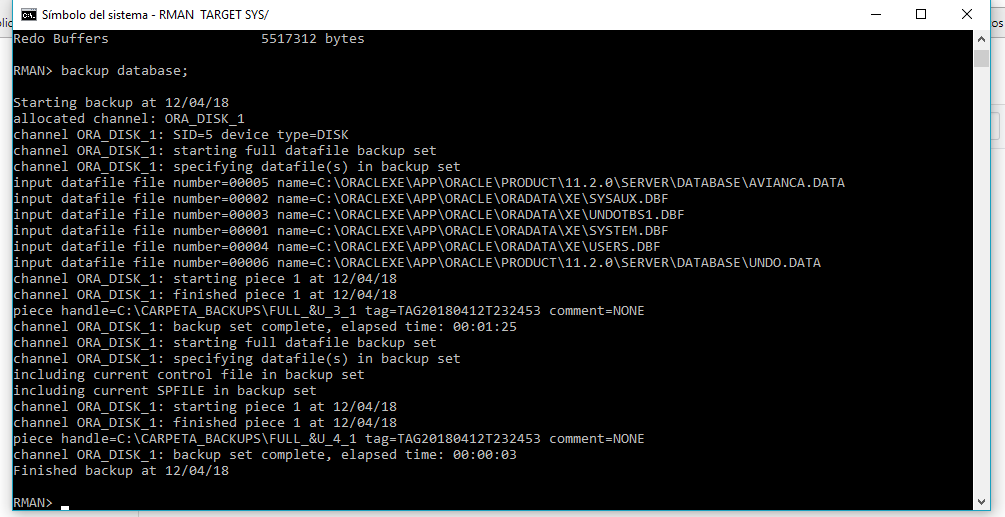 Símbolo del sistema - RMAN TARGET SYS/
Redo Buffers                   5517312 bytes
RMAN> backup database;
Starting backup at 12/04/18
allocated channel: ORA_DISK_1
channel ORA_DISK_1: SID=5 device type=DISK
channel ORA_DISK_1: starting full datafile backup set
channel ORA_DISK_1: specifying datafile(s) in backup set
input datafile file number=00005 name=C:\ORACLEXE\APP\ORACLE\PRODUCT\11.2.0\SERVER\DATABASE\AVIANCA.DATA
input datafile file number=00002 name=C:\ORACLEXE\APP\ORACLE\ORADATA\XE\SYSAUX.DBF
input datafile file number=00003 name=C:\ORACLEXE\APP\ORACLE\ORADATA\XE\UNDOTBS1.DBF
input datafile file number=00001 name=C:\ORACLEXE\APP\ORACLE\ORADATA\XE\SYSTEM.DBF
input datafile file number=00004 name=C:\ORACLEXE\APP\ORACLE\ORADATA\XE\USERS.DBF
input datafile file number=00006 name=C:\ORACLEXE\APP\ORACLE\PRODUCT\11.2.0\SERVER\DATABASE\UNDO.DATA
channel ORA_DISK_1: starting piece 1 at 12/04/18
channel ORA_DISK_1: finished piece 1 at 12/04/18
piece handle=C:\CARPETA_BACKUPS\FULL_&U_3_1 tag=TAG20180412T232453 comment=NONE
channel ORA_DISK_1: backup set complete, elapsed time: 00:01:25
channel ORA_DISK_1: starting full datafile backup set
channel ORA_DISK_1: specifying datafile(s) in backup set
including current control file in backup set
including current SPFILE in backup set
channel ORA_DISK_1: starting piece 1 at 12/04/18
channel ORA_DISK_1: finished piece 1 at 12/04/18
piece handle=C:\CARPETA_BACKUPS\FULL_&U_4_1 tag=TAG20180412T232453 comment=NONE
channel ORA_DISK_1: backup set complete, elapsed time: 00:00:03
Finished backup at 12/04/18
RMAN>